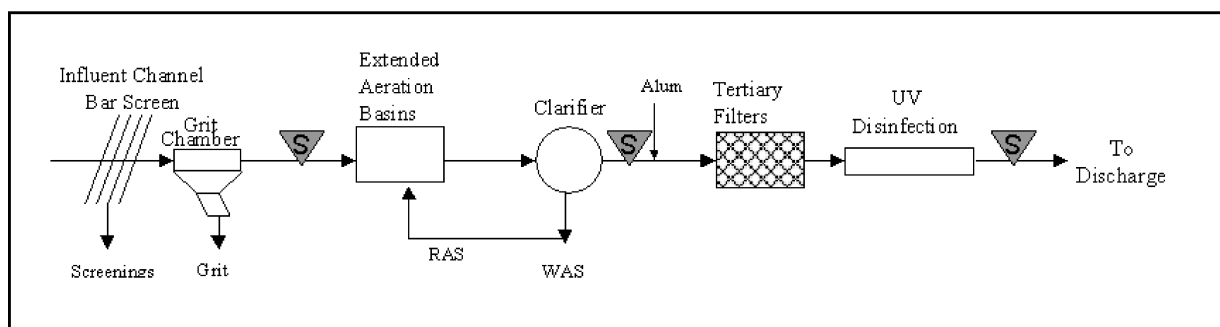 Influent Channel
Bar Screen
Grit
Chamber
S
Extended
Aeration
Basins
Clarifier
S
Alum
Tertiary
Filters
UV
Disinfection
S
To
Discharge
Screenings
Grit
RAS
WAS